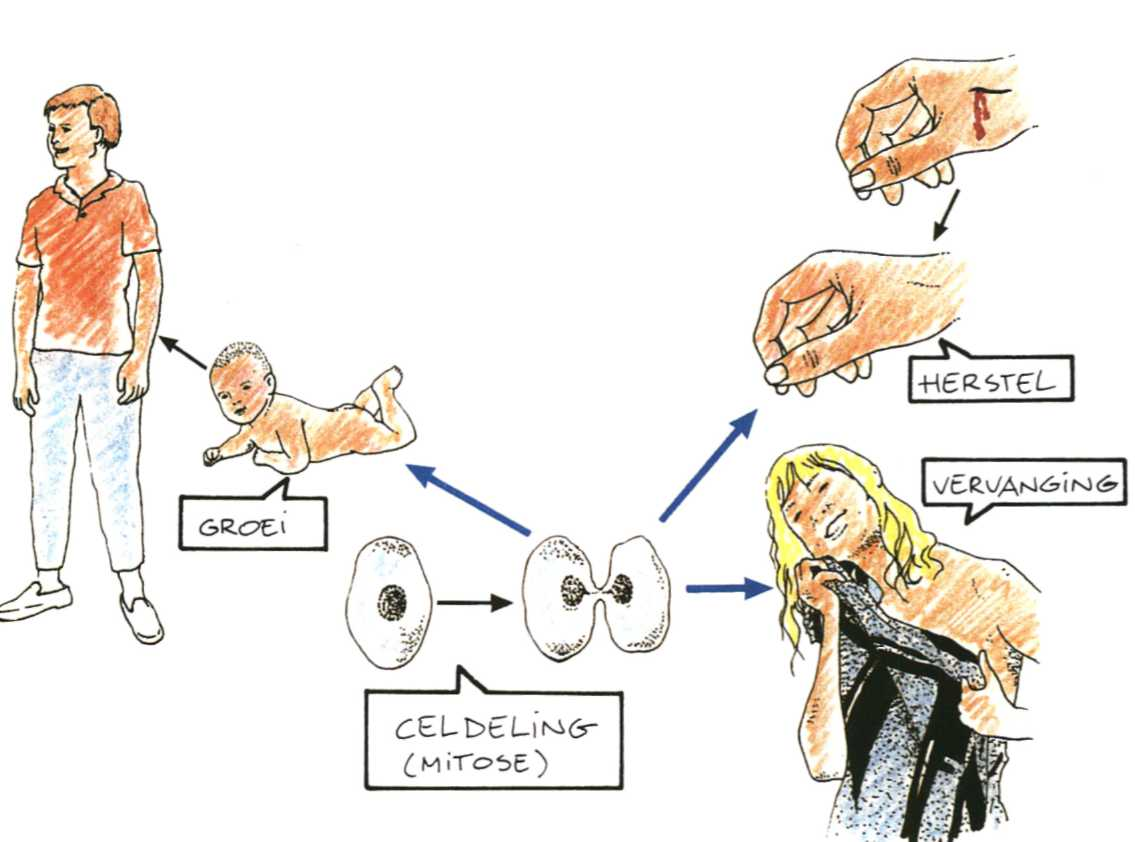 HERSTEL
VERVANGING
GROEI
CELDELING
(MITOSE)